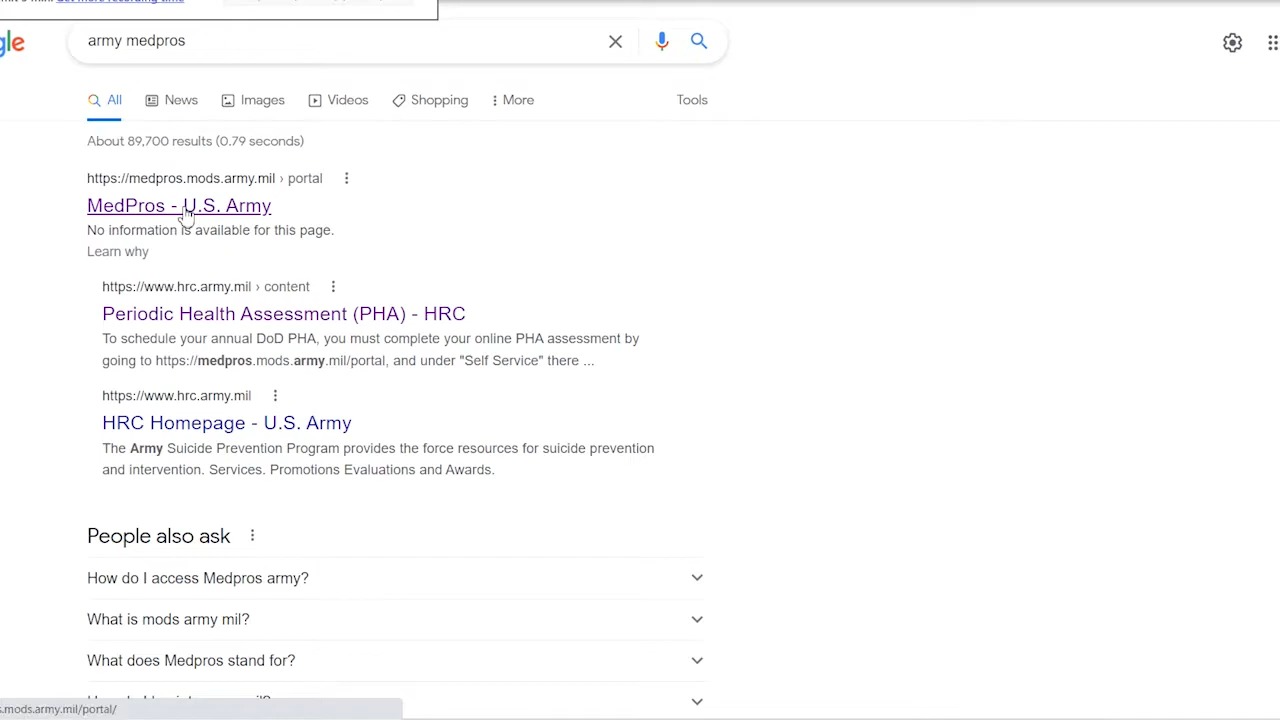 get more recording time
gle
army medpros
All
News
Images
Videos
Shopping
More
Tools
About 89,700 results (0.79 seconds)
https://medpros.mods.army.mil › portal
MedPros - U.S. Army
No information is available for this page.
Learn why
https://www.hrc.army.mil › content
Periodic Health Assessment (PHA) - HRC
To schedule your annual DoD PHA, you must complete your online PHA assessment by
going to https://medpros.mods.army.mil/portal, and under "Self Service" there ...
https://www.hrc.army.mil
HRC Homepage - U.S. Army
The Army Suicide Prevention Program provides the force resources for suicide prevention
and intervention. Services. Promotions Evaluations and Awards.
People also ask
How do I access Medpros army?
What is mods army mil?
What does Medpros stand for?
s.mods.army.mil/portal/